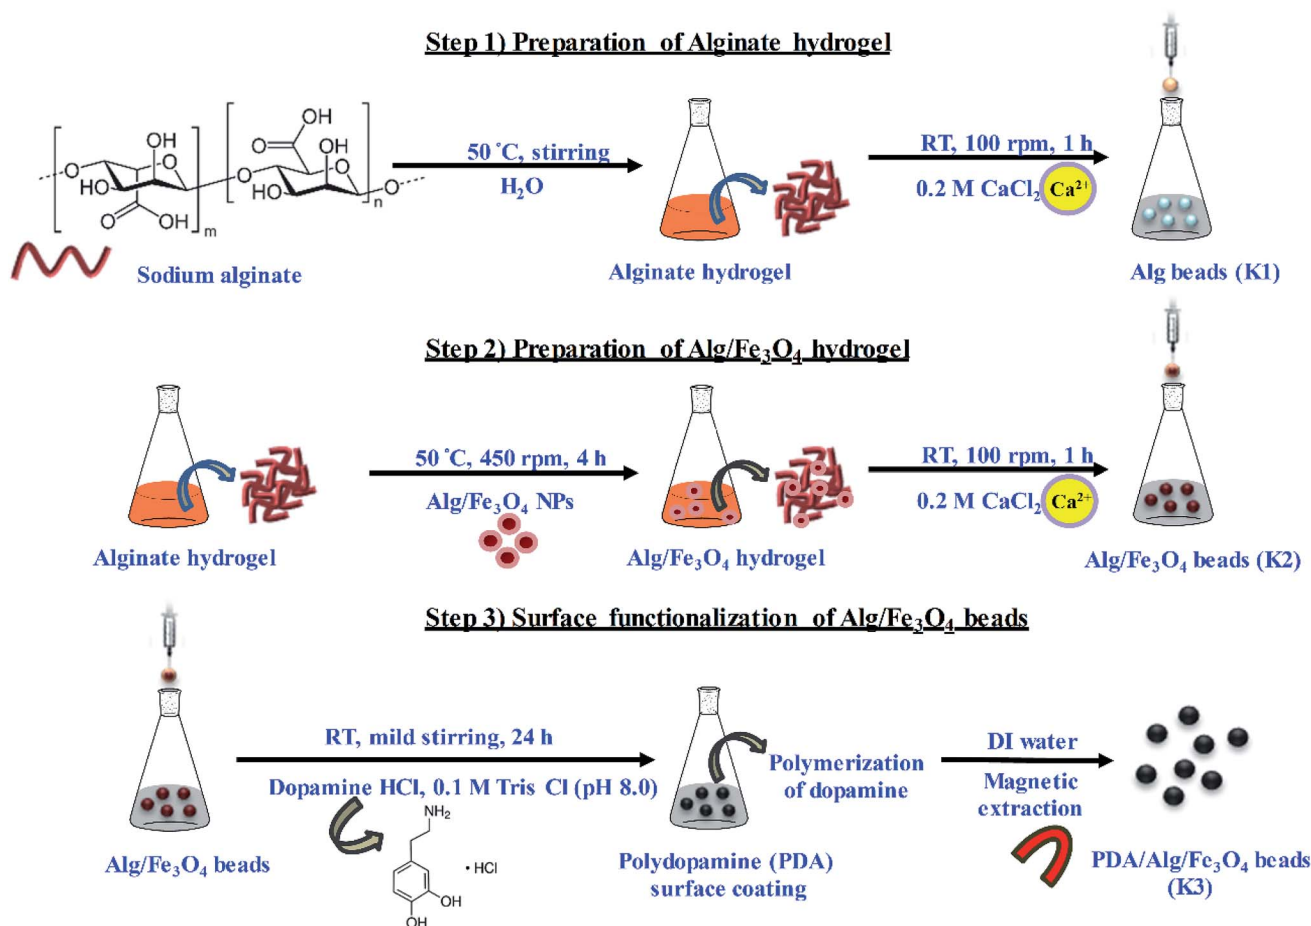 Step 1) Preparation of Alginate hydrogel
OH
O
OH
OH
O
O
HO
O
OH
m
O
HO
O
OH
O
n
50 °C, stirring
H₂O
RT, 100 rpm, 1 h
0.2 M CaCl₂ Ca²⁺
Sodium alginate
Alginate hydrogel
Alg beads (K1)
Step 2) Preparation of Alg/Fe₃O₄ hydrogel
50 °C, 450 rpm, 4 h
Alg/Fe₃O₄ NPs
RT, 100 rpm, 1 h
0.2 M CaCl₂ Ca²⁺
Alginate hydrogel
Alg/Fe₃O₄ hydrogel
Alg/Fe₃O₄ beads (K2)
Step 3) Surface functionalization of Alg/Fe₃O₄ beads
RT, mild stirring, 24 h
Dopamine HCl, 0.1 M Tris Cl (pH 8.0)
NH₂
· HCl
OH
OH
Polymerization
of dopamine
DI water
Magnetic
extraction
Alg/Fe₃O₄ beads
Polydopamine (PDA)
surface coating
PDA/Alg/Fe₃O₄ beads
(K3)